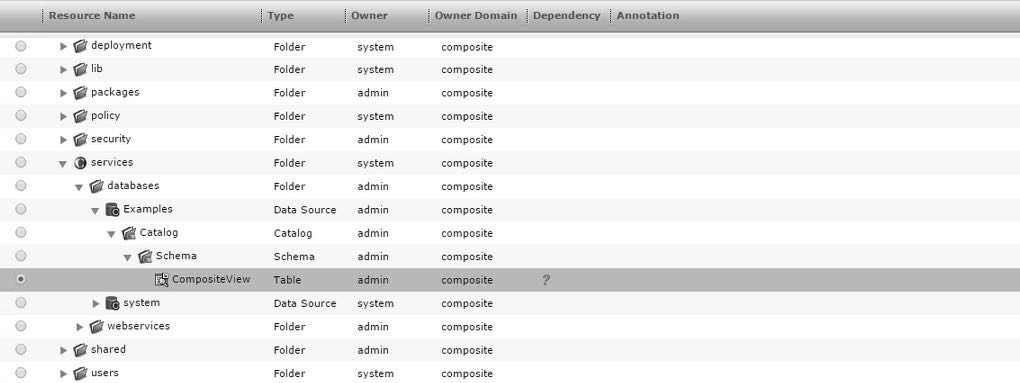 Resource Name Type Owner Owner Domain Dependency Annotation
deployment Folder system composite
lib Folder system composite
packages Folder admin composite
policy Folder system composite
security Folder admin composite
services Folder system composite
databases Folder admin composite
Examples Data Source admin composite
Catalog Catalog admin composite
Schema Schema admin composite
CompositeView Table admin composite ?
system Data Source system composite
webservices Folder admin composite
shared Folder admin composite
users Folder system composite